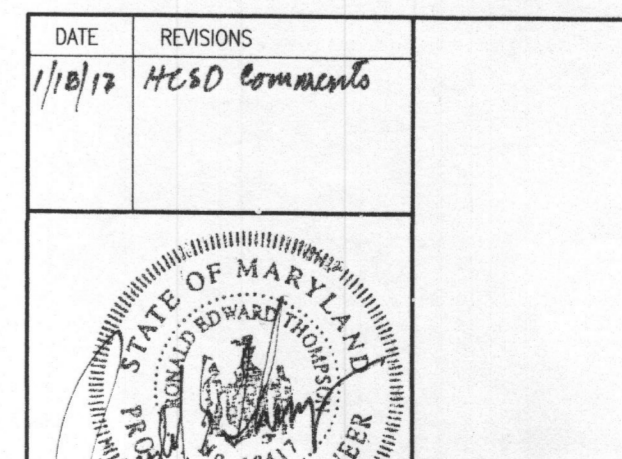 DATE REVISIONS
1/18/17 HCSD Comments
STATE OF MARYLAND
RONALD EDWARD THOMPSON